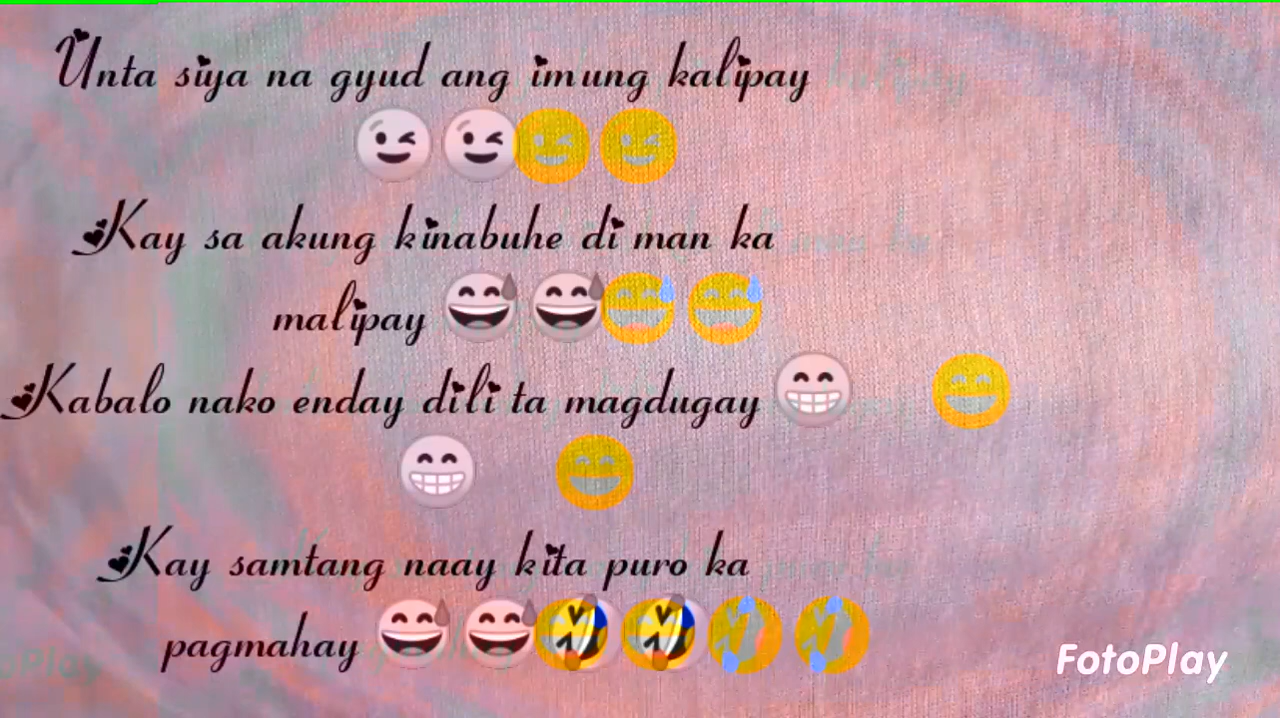 Unta siya na gyud ang imung kalipay
😉 😉😉 😉
Kay sa akung kinabuhe di man ka
malipay 😅 😅😅 😅
Kabalo nako enday dili ta magdugay 😁 😁
😁 😁
Kay samtang naay kita puro ka
pagmahay 😅 😅🤣 🤣🤣 🤣
FotoPlay